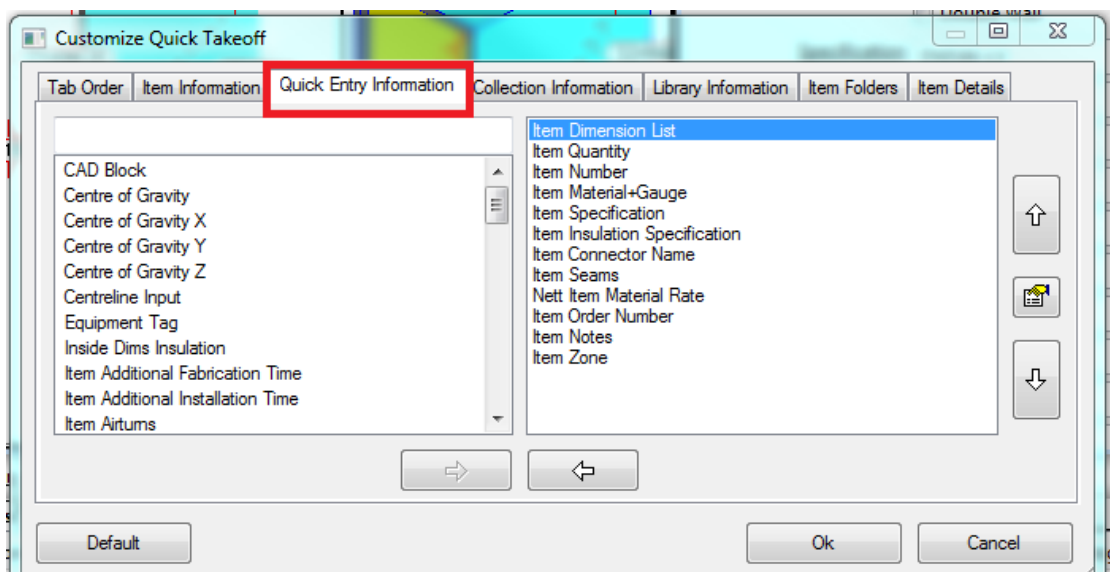 Double Wall
Customize Quick Takeoff
Tab Order Item Information Quick Entry Information Collection Information Library Information Item Folders Item Details
CAD Block
Centre of Gravity
Centre of Gravity X
Centre of Gravity Y
Centre of Gravity Z
Centreline Input
Equipment Tag
Inside Dims Insulation
Item Additional Fabrication Time
Item Additional Installation Time
Item Airturns
Item Dimension List
Item Quantity
Item Number
Item Material+Gauge
Item Specification
Item Insulation Specification
Item Connector Name
Item Seams
Nett Item Material Rate
Item Order Number
Item Notes
Item Zone
Default
Ok
Cancel